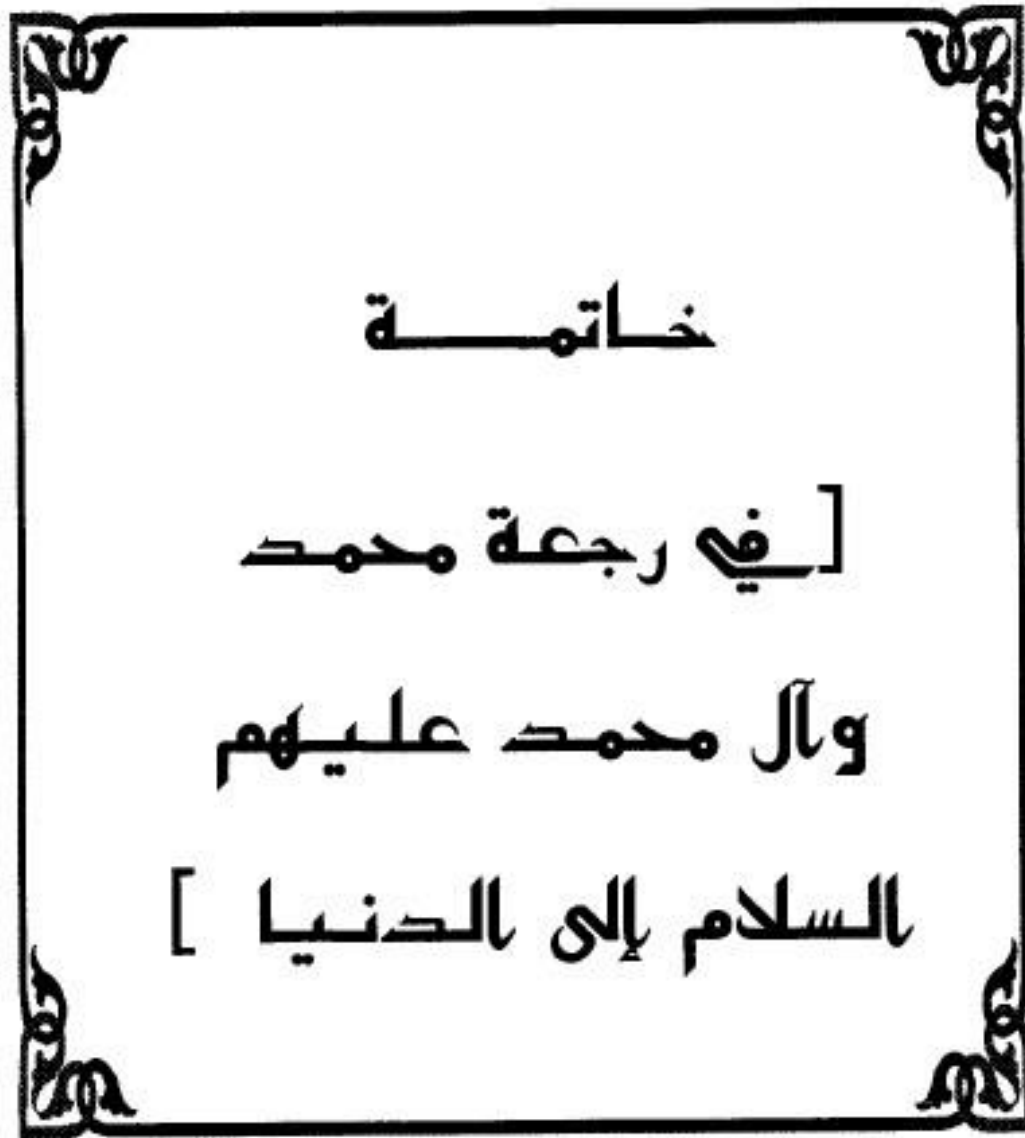 خاتمة
[في رجعة محمد
وآل محمد عليهم
السلام إلى الدنيا ]